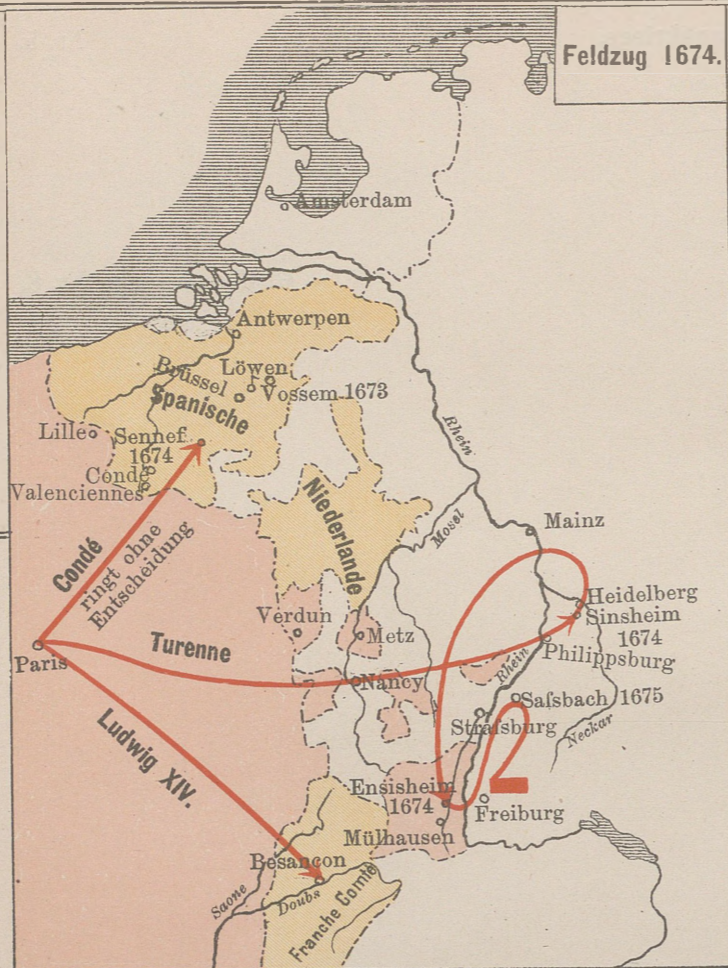 Feldzug 1674.
Amsterdam
Antwerpen
Brüssel
Löwen
Vossem 1673
Spanische
Niederlande
Lille
Sennef
1674
Condé
Valenciennes
Rhein
Mosel
Mainz
Condé
ringt ohne
Entscheidung
Heidelberg
Sinsheim
1674
Philippsburg
Verdun
Metz
Paris
Turenne
Nancy
Rhein
Saſsbach 1675
Straſsburg
Neckar
Ludwig XIV.
Ensisheim
1674
Freiburg
Mülhausen
Besançon
Saone
Doubs
Franche Comté